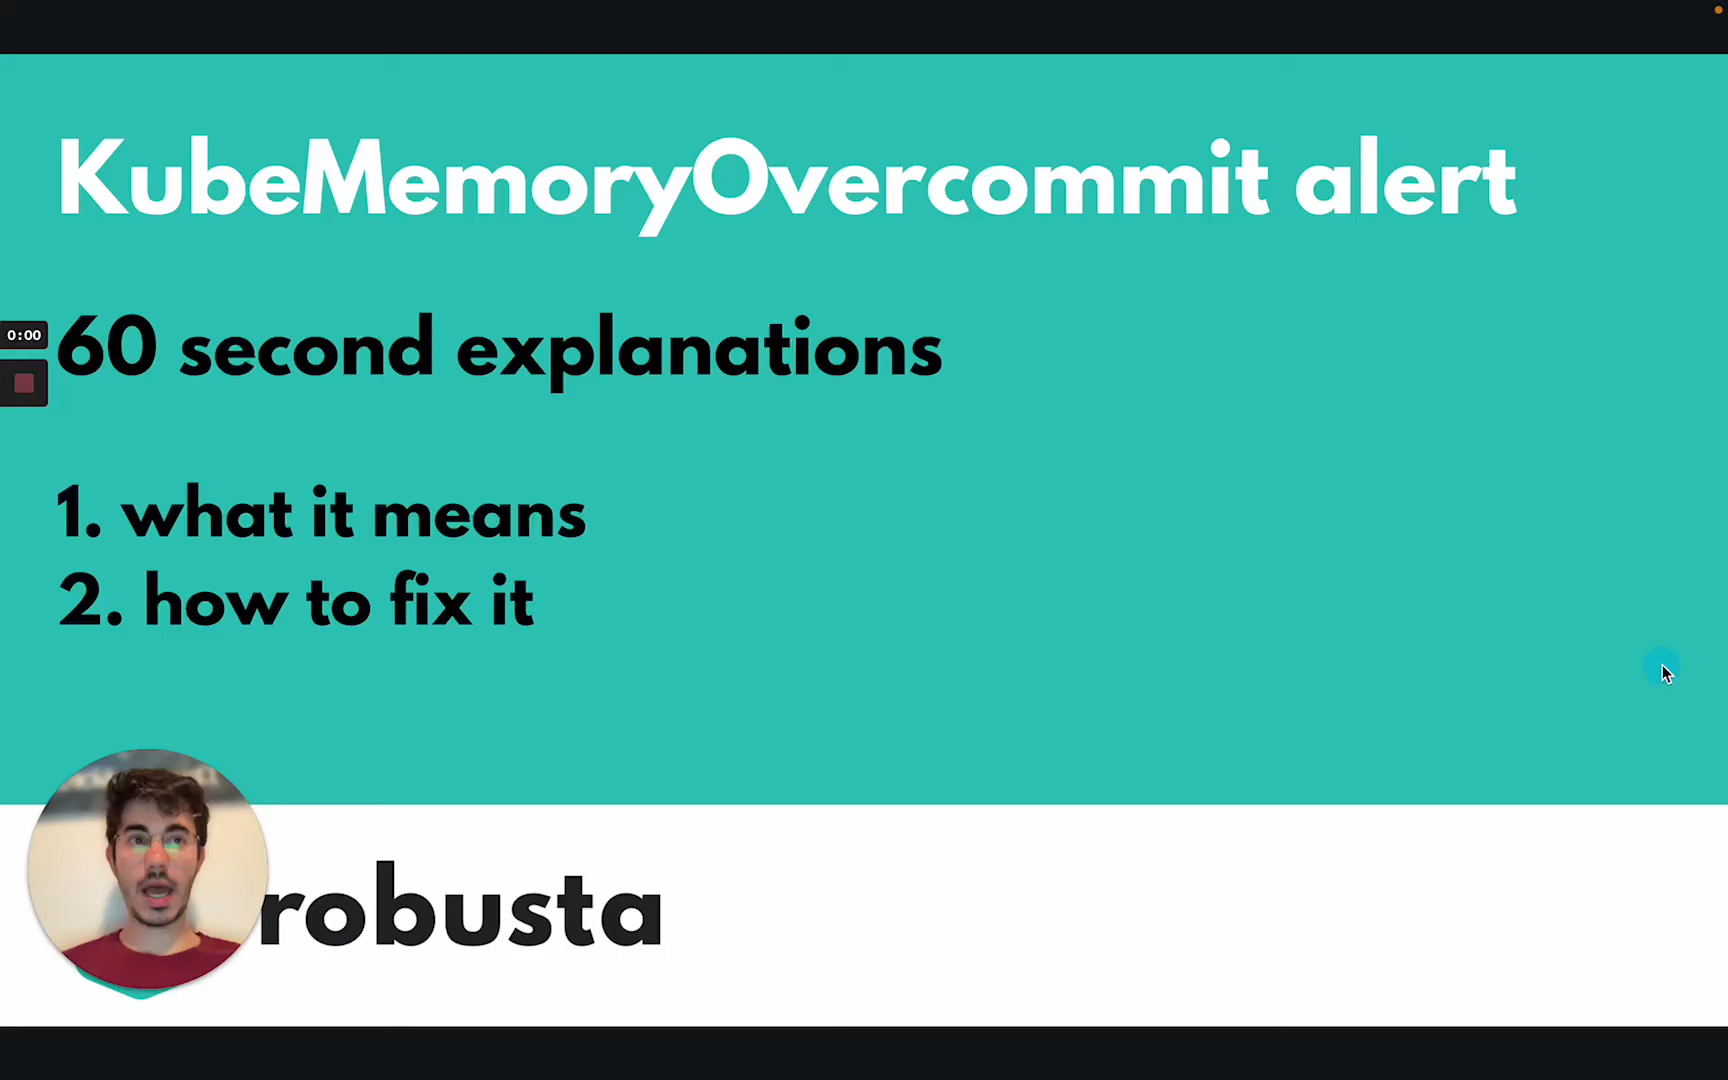 KubeMemoryOvercommit alert
0:00
60 second explanations
1. what it means
2. how to fix it
robusta